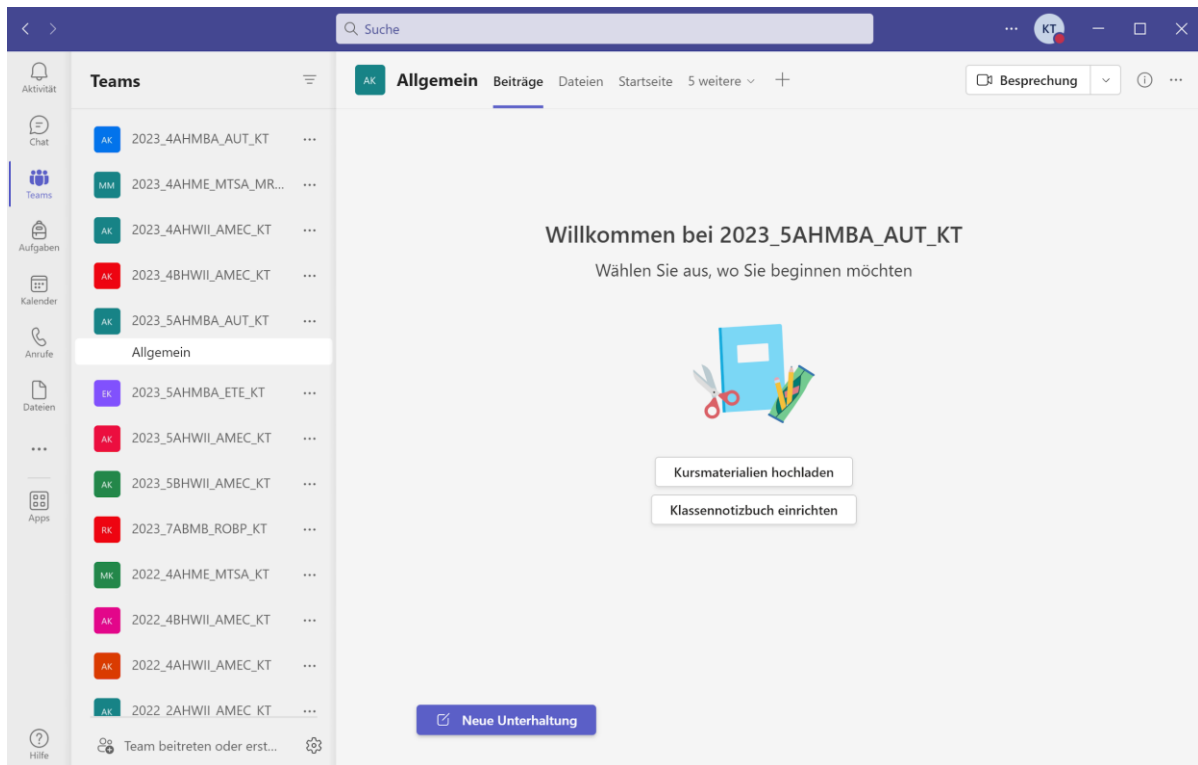 Suche
KT
Aktivität
Chat
Teams
Aufgaben
Kalender
Anrufe
Dateien
Apps
Hilfe
Teams
AK 2023_4AHMBA_AUT_KT
MM 2023_4AHME_MTSA_MR...
AK 2023_4AHWII_AMEC_KT
AK 2023_4BHWII_AMEC_KT
AK 2023_5AHMBA_AUT_KT
Allgemein
EK 2023_5AHMBA_ETE_KT
AK 2023_5AHWII_AMEC_KT
AK 2023_5BHWII_AMEC_KT
RK 2023_7ABMB_ROBP_KT
MK 2022_4AHME_MTSA_KT
AK 2022_4BHWII_AMEC_KT
AK 2022_4AHWII_AMEC_KT
AK 2022_2AHWII_AMEC_KT
Team beitreten oder erst...
AK Allgemein Beiträge Dateien Startseite 5 weitere Besprechung
Willkommen bei 2023_5AHMBA_AUT_KT
Wählen Sie aus, wo Sie beginnen möchten
Kursmaterialien hochladen
Klassennotizbuch einrichten
Neue Unterhaltung